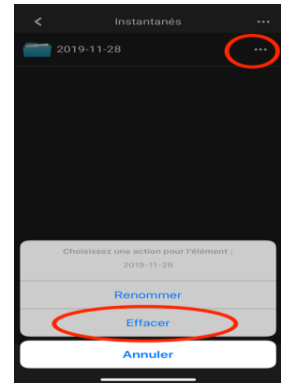 Instantanés
2019-11-28
Choisissez une action pour l'élément :
2019-11-28
Renommer
Effacer
Annuler